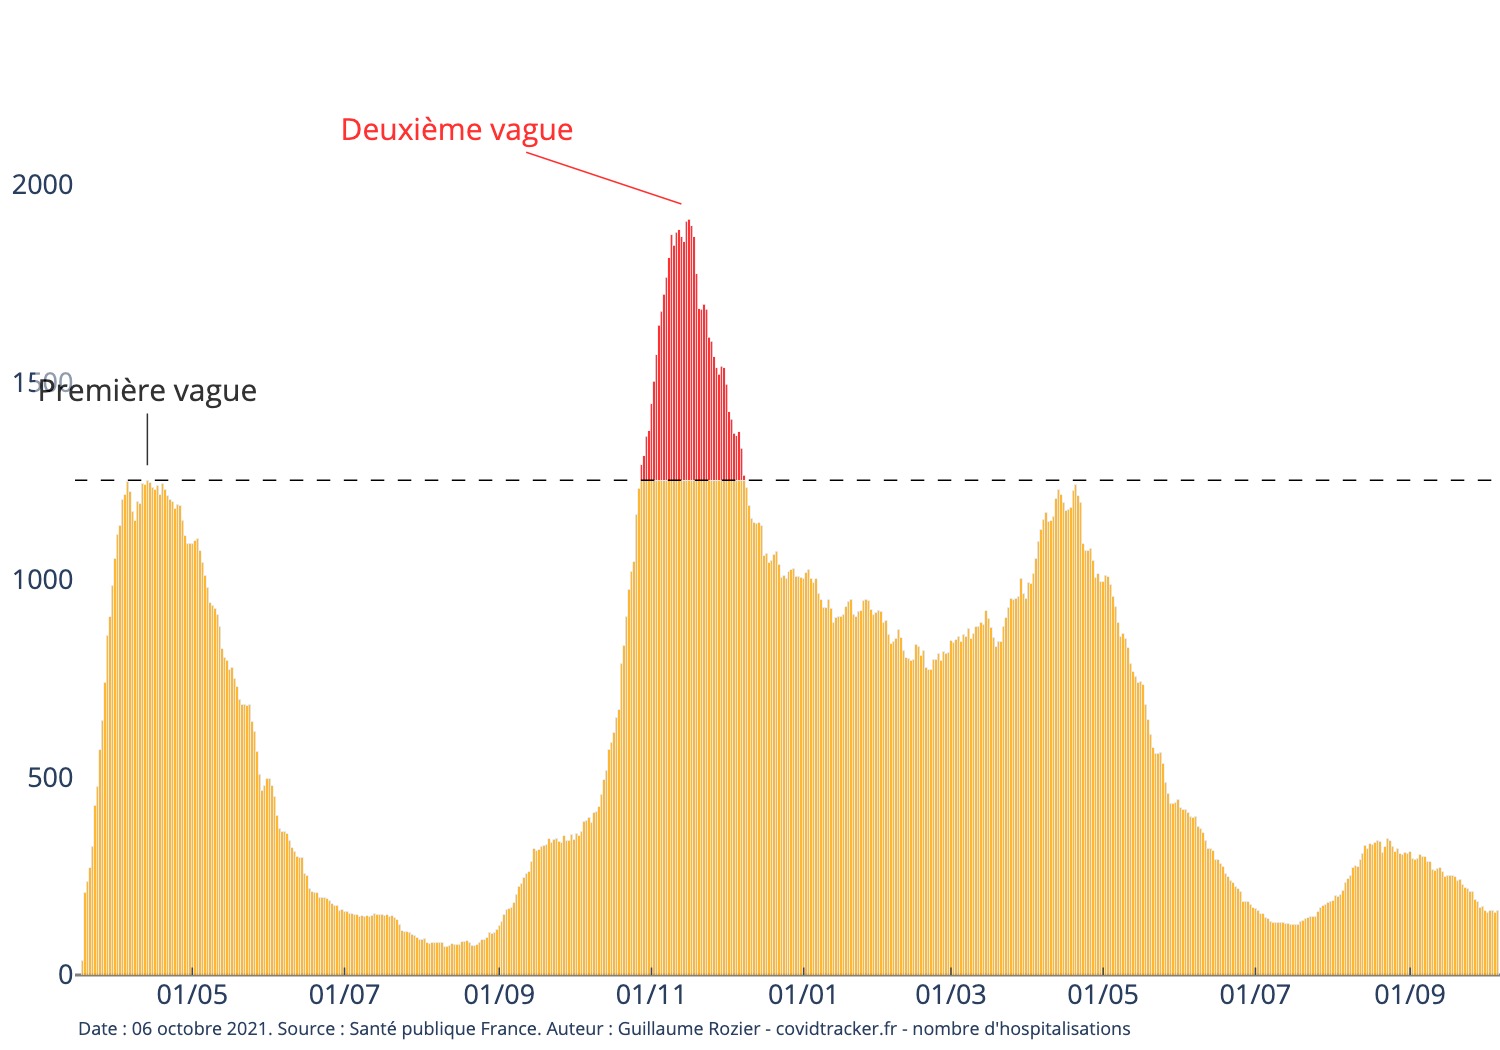 Deuxième vague
2000
1500
Première vague
1000
500
0
01/05 01/07 01/09 01/11 01/01 01/03 01/05 01/07 01/09
Date : 06 octobre 2021. Source : Santé publique France. Auteur : Guillaume Rozier - covidtracker.fr - nombre d'hospitalisations